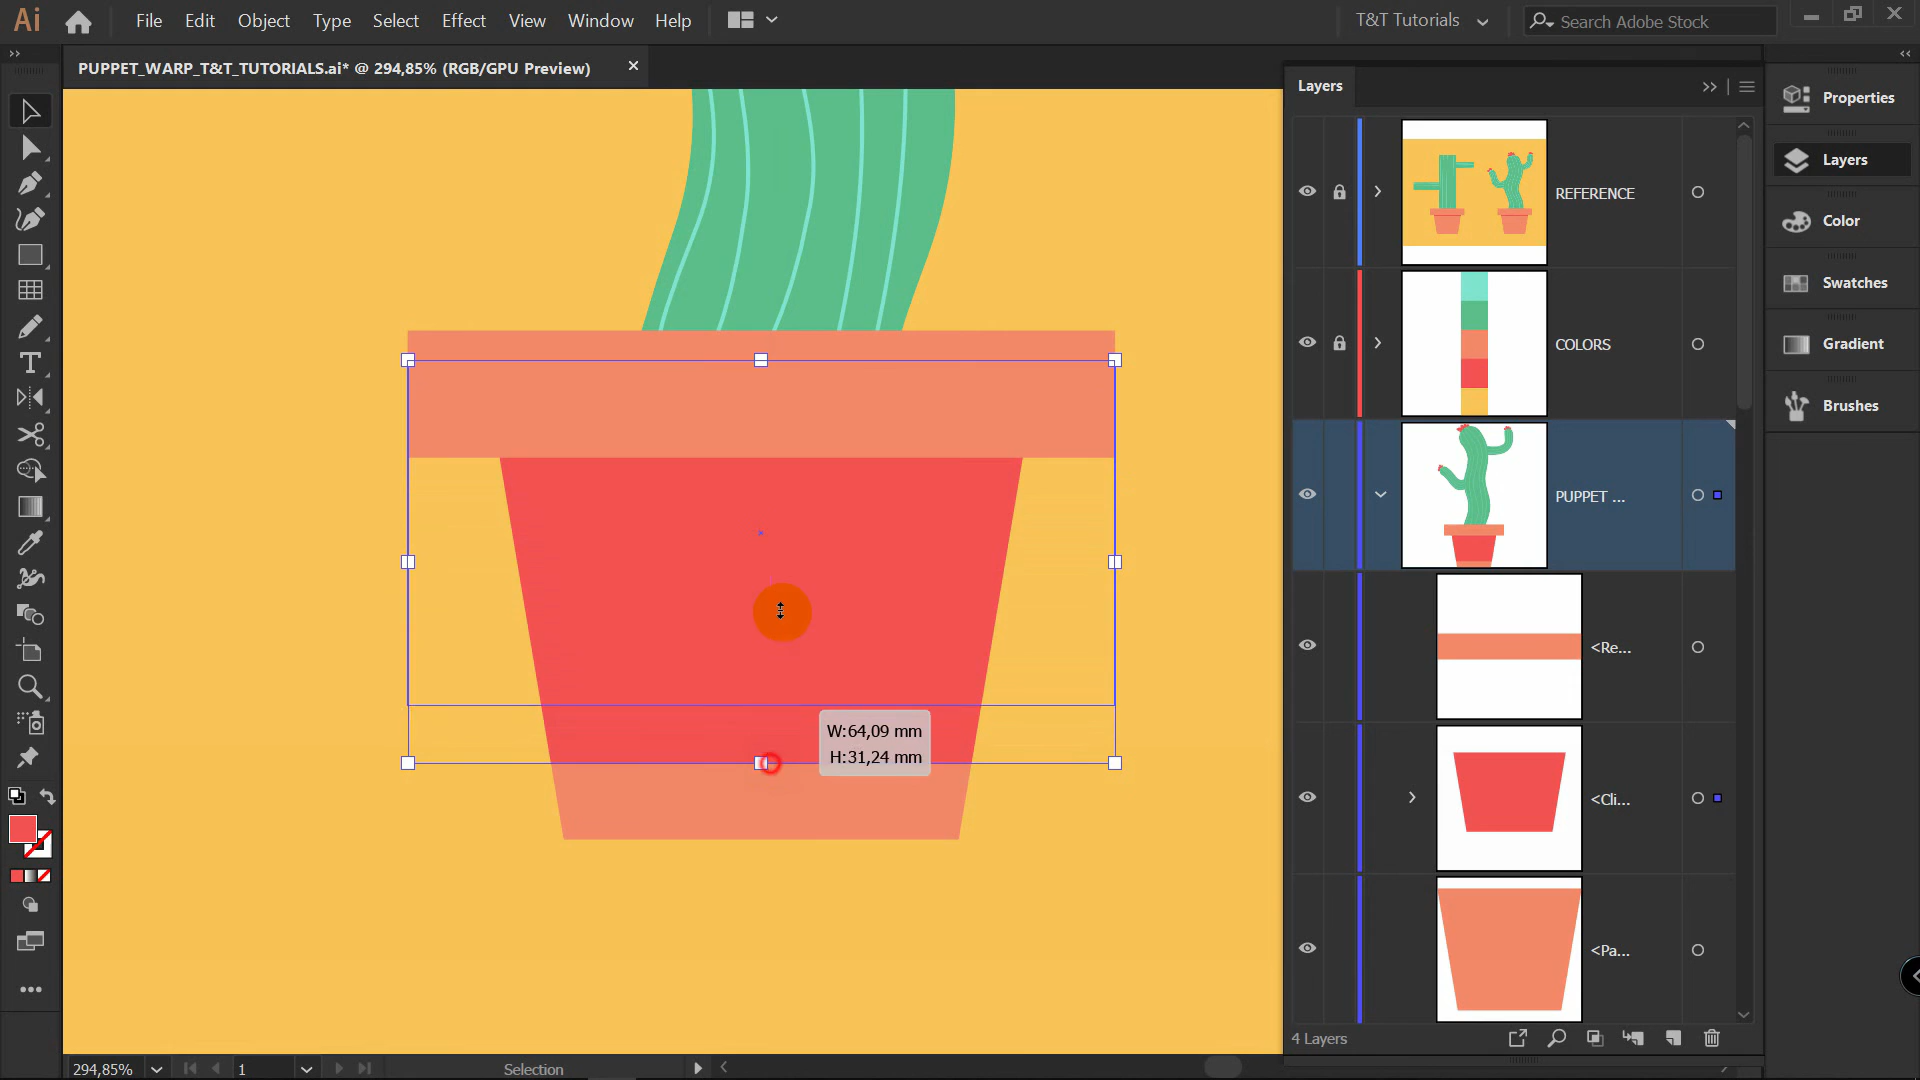 Ai File Edit Object Type Select Effect View Window Help T&T Tutorials Search Adobe Stock
PUPPET_WARP_T&T_TUTORIALS.ai* @ 294,85% (RGB/GPU Preview)
Layers
REFERENCE
COLORS
PUPPET ...
<Re...
<Cli...
<Pa...
4 Layers
Properties
Layers
Color
Swatches
Gradient
Brushes
W:64,09 mm
H:31,24 mm
294,85% 1 Selection